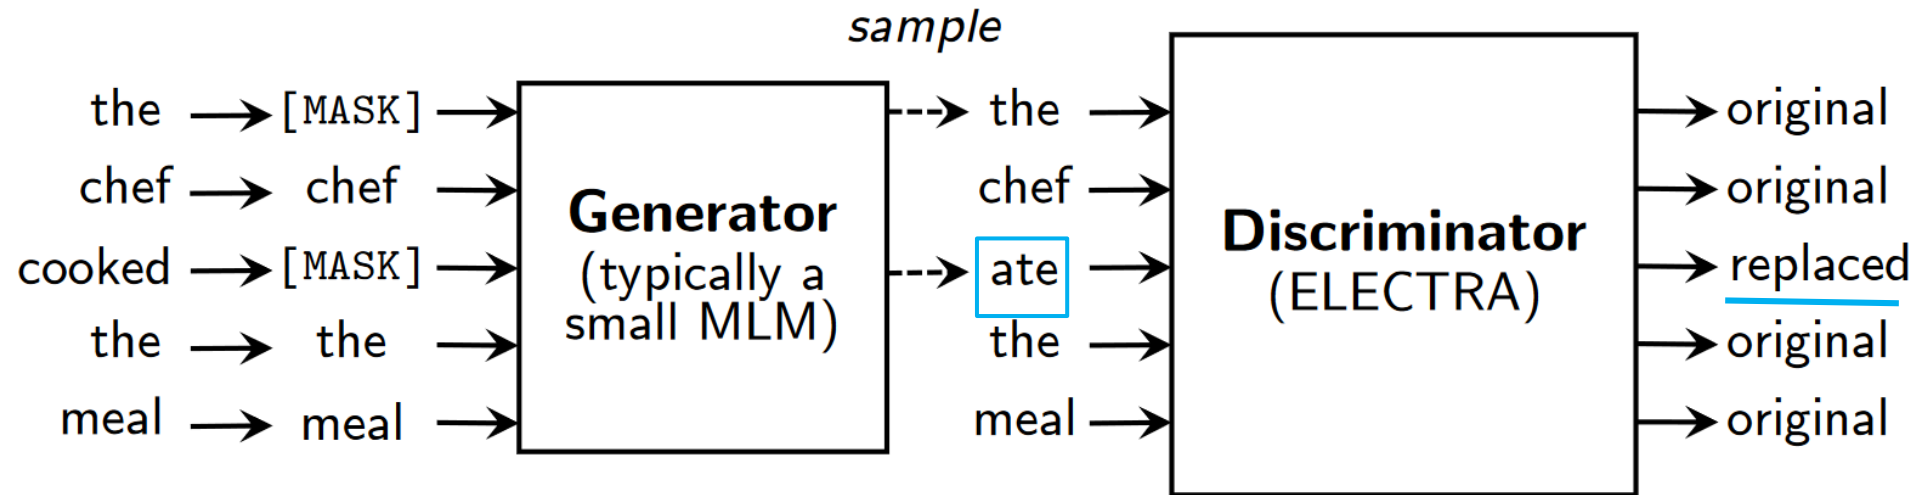 sample
the [MASK] the original
chef chef chef original
Generator
(typically a
small MLM)
Discriminator
(ELECTRA)
cooked [MASK] ate replaced
the the the original
meal meal meal original